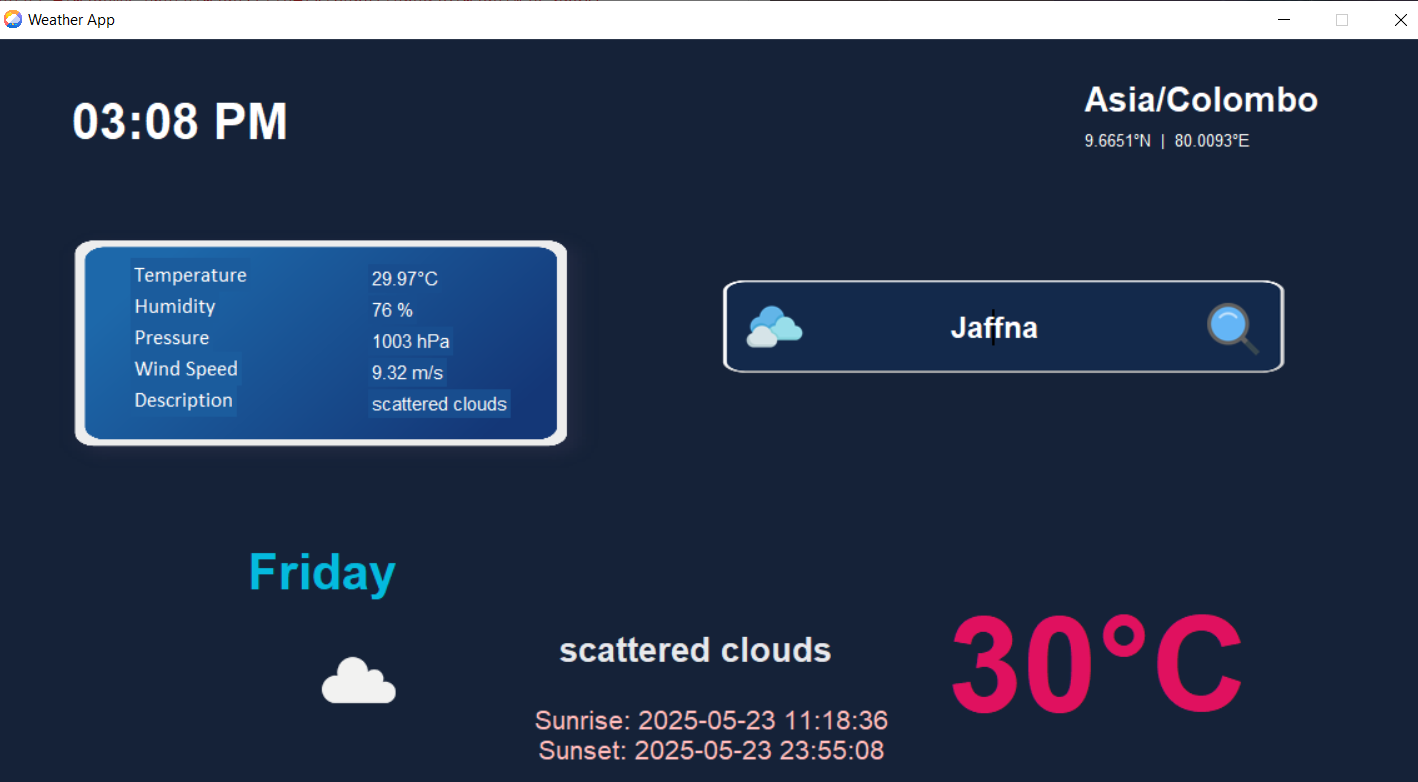 Weather App
03:08 PM
Asia/Colombo
9.6651°N | 80.0093°E
Temperature 29.97°C
Humidity 76 %
Pressure 1003 hPa
Wind Speed 9.32 m/s
Description scattered clouds
Jaffna
Friday
scattered clouds
30°C
Sunrise: 2025-05-23 11:18:36
Sunset: 2025-05-23 23:55:08